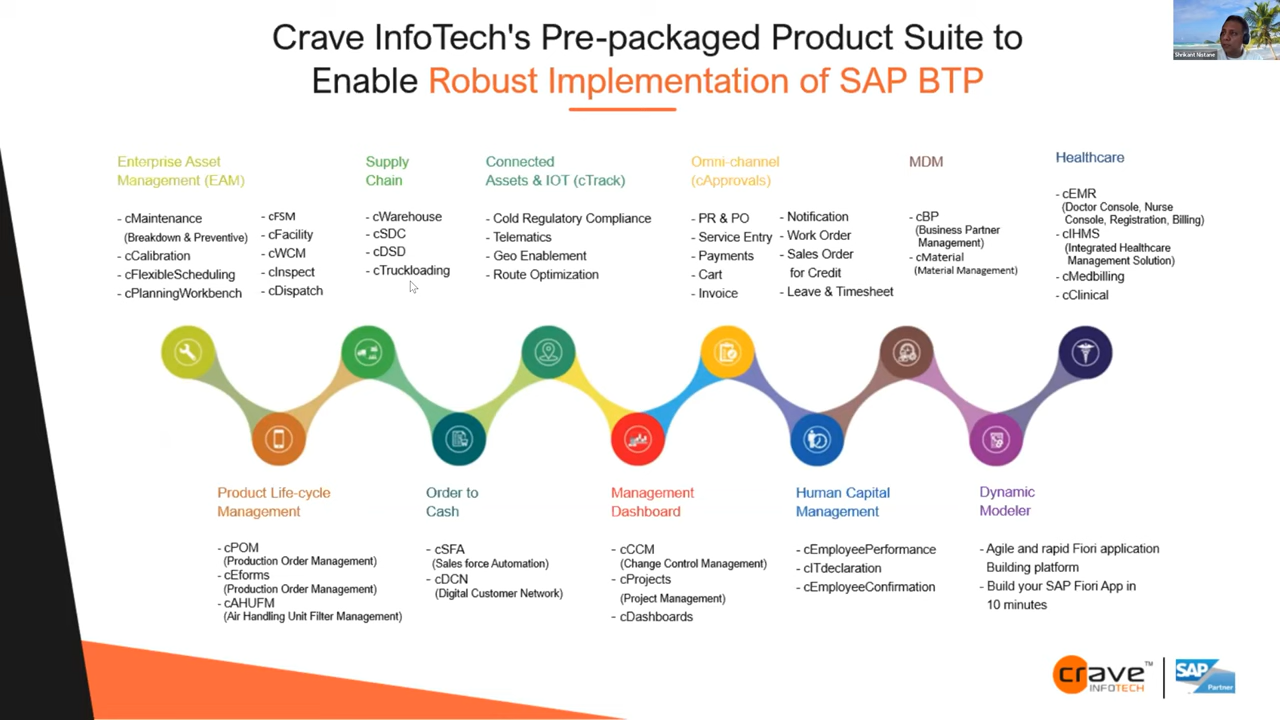 Crave InfoTech's Pre-packaged Product Suite to
Enable Robust Implementation of SAP BTP
Shrikant Nistane
Enterprise Asset
Management (EAM)
- cMaintenance
(Breakdown & Preventive)
- cCalibration
- cFlexibleScheduling
- cPlanningWorkbench
- cFSM
- cFacility
- cWCM
- cInspect
- cDispatch
Supply
Chain
- cWarehouse
- cSDC
- cDSD
- cTruckloading
Connected
Assets & IOT (cTrack)
- Cold Regulatory Compliance
- Telematics
- Geo Enablement
- Route Optimization
Omni-channel
(cApprovals)
- PR & PO
- Service Entry
- Payments
- Cart
- Invoice
- Notification
- Work Order
- Sales Order
for Credit
- Leave & Timesheet
MDM
- cBP
(Business Partner
Management)
- cMaterial
(Material Management)
Healthcare
- cEMR
(Doctor Console, Nurse
Console, Registration, Billing)
- cIHMS
(Integrated Healthcare
Management Solution)
- cMedbilling
- cClinical
Product Life-cycle
Management
- cPOM
(Production Order Management)
- cEforms
(Production Order Management)
- cAHUFM
(Air Handling Unit Filter Management)
Order to
Cash
- cSFA
(Sales force Automation)
- cDCN
(Digital Customer Network)
Management
Dashboard
- cCCM
(Change Control Management)
- cProjects
(Project Management)
- cDashboards
Human Capital
Management
- cEmployeePerformance
- cITdeclaration
- cEmployeeConfirmation
Dynamic
Modeler
- Agile and rapid Fiori application
Building platform
- Build your SAP Fiori App in
10 minutes
crave™
INFOTECH
SAP
Partner